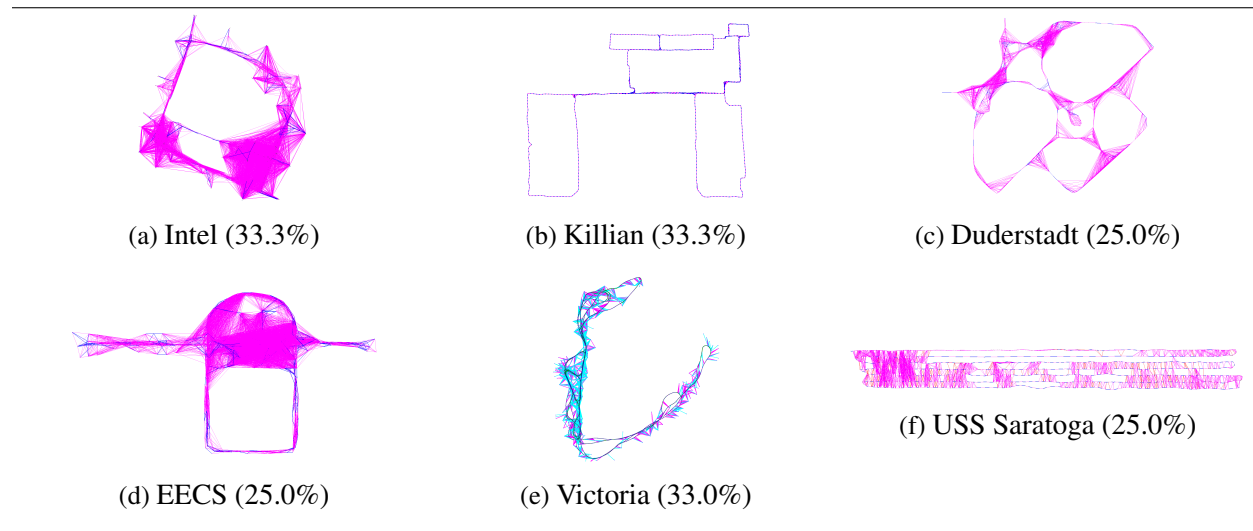 (a) Intel (33.3%)
(b) Killian (33.3%)
(c) Duderstadt (25.0%)
(d) EECS (25.0%)
(e) Victoria (33.0%)
(f) USS Saratoga (25.0%)